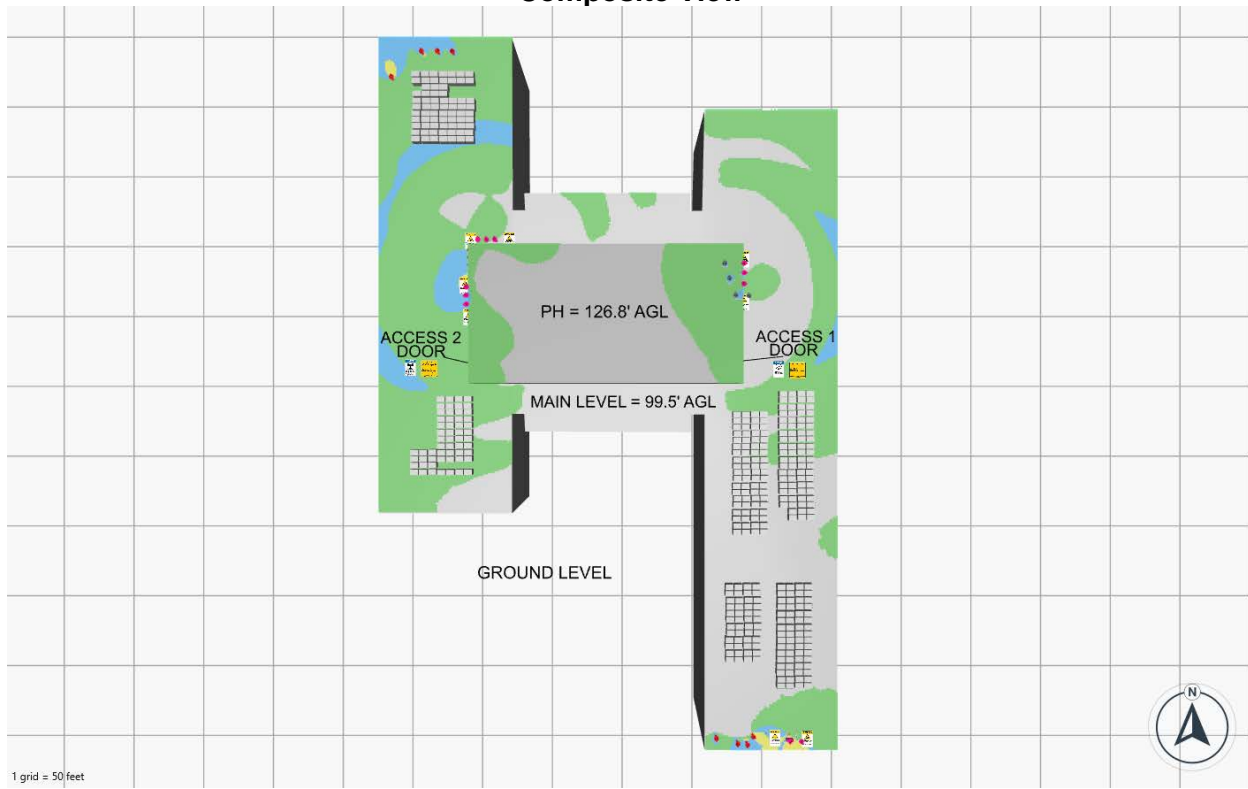 Composite View
PH = 126.8' AGL
ACCESS 2
DOOR
ACCESS 1
DOOR
MAIN LEVEL = 99.5' AGL
GROUND LEVEL
N
1 grid = 50 feet